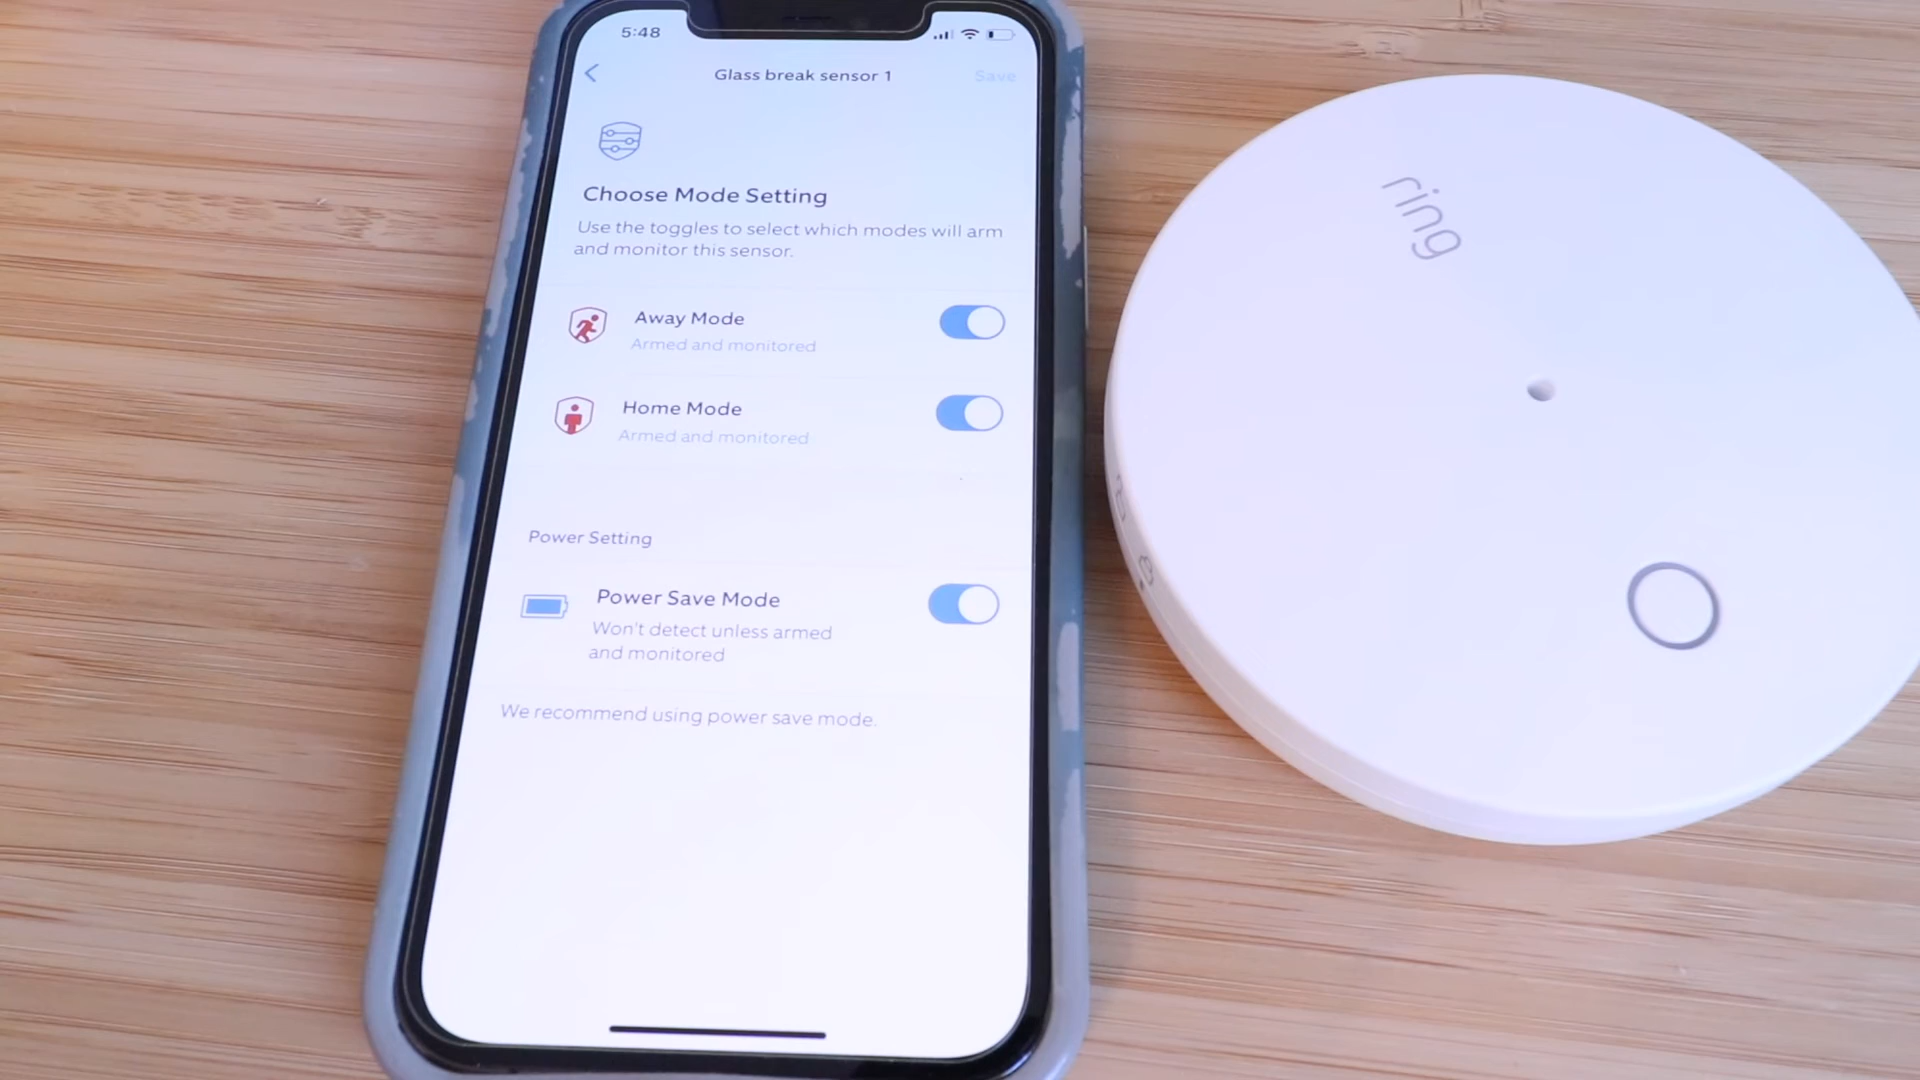 5:48
Glass break sensor 1
Save
Choose Mode Setting
Use the toggles to select which modes will arm
and monitor this sensor.
Away Mode
Armed and monitored
Home Mode
Armed and monitored
Power Setting
Power Save Mode
Won't detect unless armed
and monitored
We recommend using power save mode.
ring